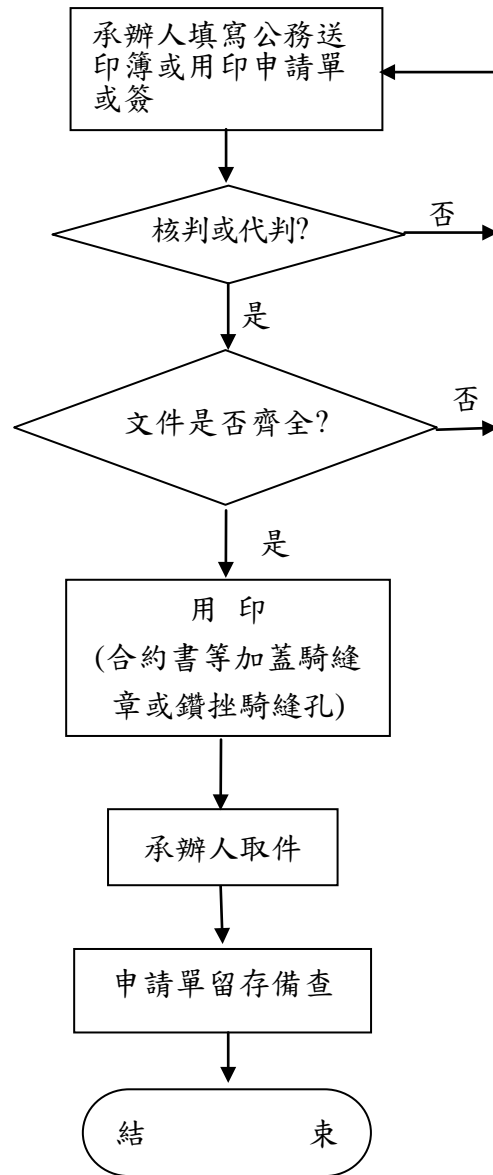 承辦人填寫公務送
印簿或用印申請單
或簽
核判或代判?
否
是
文件是否齊全?
否
是
用 印
(合約書等加蓋騎縫
章或鑽挫騎縫孔)
承辦人取件
申請單留存備查
結 束